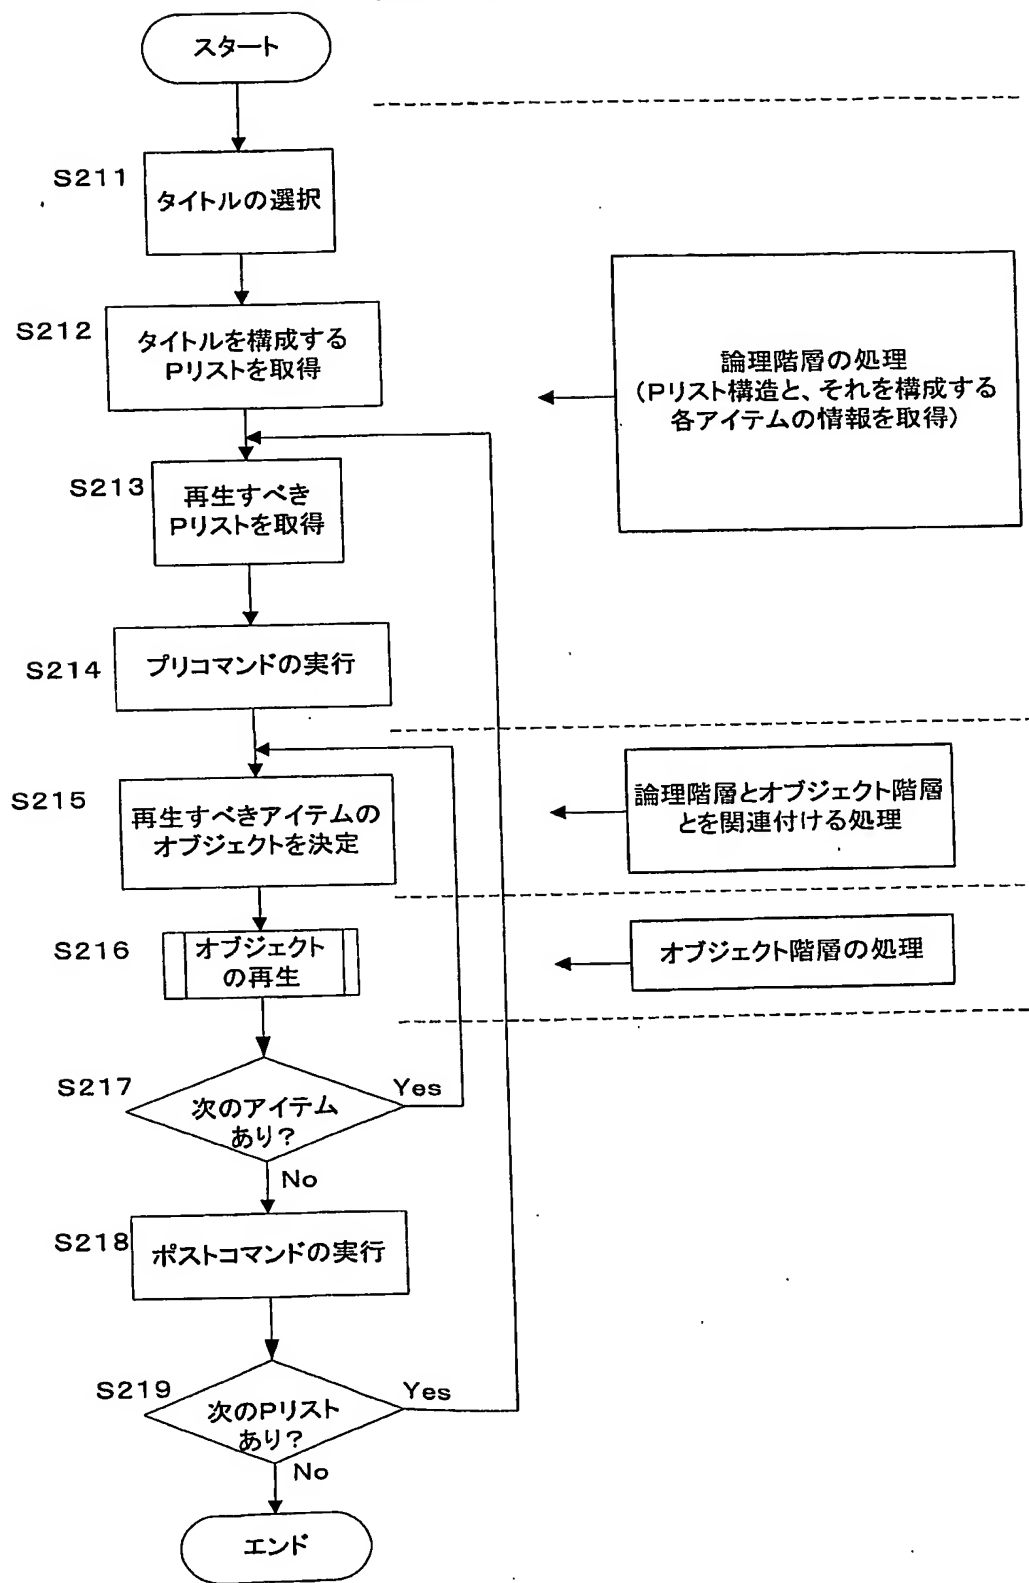 スタート
S211
タイトルの選択
S212
タイトルを構成する
Pリストを取得
論理階層の処理
(Pリスト構造と、それを構成する
各アイテムの情報を取得)
S213
再生すべき
Pリストを取得
S214
プリコマンドの実行
S215
再生すべきアイテムの
オブジェクトを決定
論理階層とオブジェクト階層
とを関連付ける処理
S216
オブジェクト
の再生
オブジェクト階層の処理
S217
次のアイテム
あり?
Yes
No
S218
ポストコマンドの実行
S219
次のPリスト
あり?
Yes
No
エンド